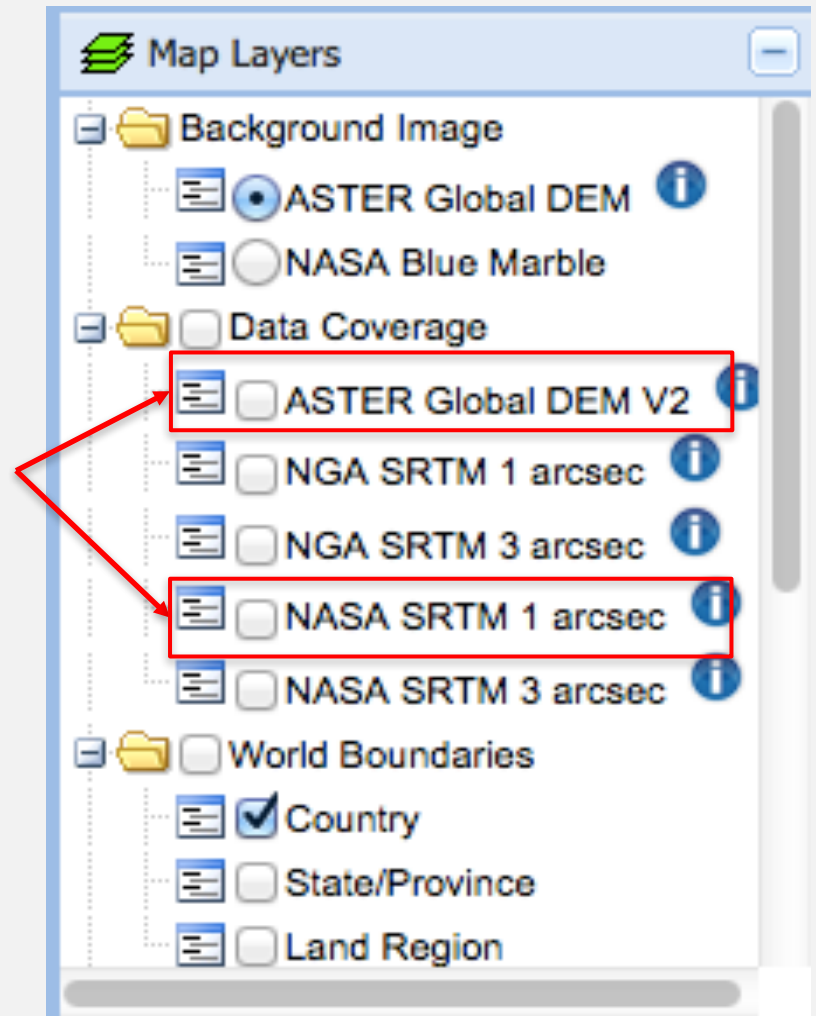 Map Layers
Background Image
ASTER Global DEM
NASA Blue Marble
Data Coverage
ASTER Global DEM V2
NGA SRTM 1 arcsec
NGA SRTM 3 arcsec
NASA SRTM 1 arcsec
NASA SRTM 3 arcsec
World Boundaries
Country
State/Province
Land Region